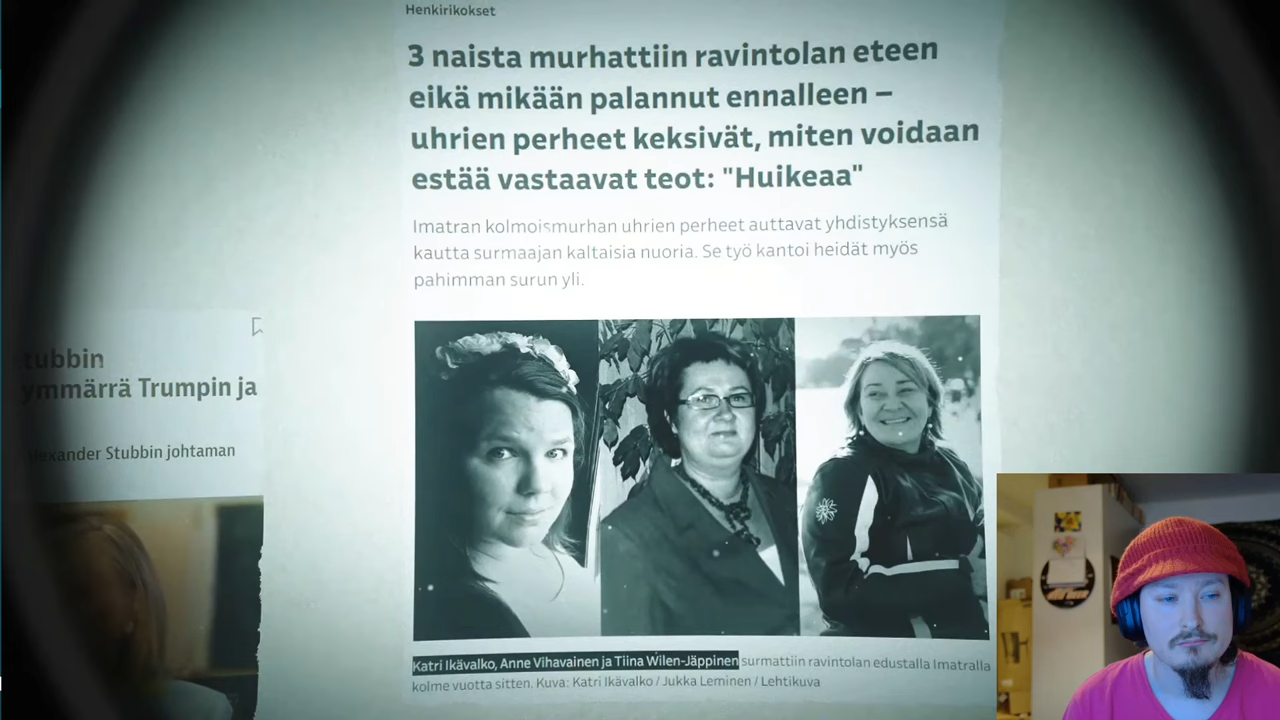 Henkirikokset
3 naista murhattiin ravintolan eteen
eikä mikään palannut ennalleen –
uhrien perheet keksivät, miten voidaan
estää vastaavat teot: "Huikeaa"
Imatran kolmoismurhan uhrien perheet auttavat yhdistyksensä
kautta surmaajan kaltaisia nuoria. Se työ kantoi heidät myös
pahimman surun yli.
Katri Ikävalko, Anne Vihavainen ja Tiina Wilen-Jäppinen surmattiin ravintolan edustalla Imatralla
kolme vuotta sitten. Kuva: Katri Ikävalko / Jukka Leminen / Lehtikuva
tubbin
ymmärrä Trumpin ja
lexander Stubbin johtaman